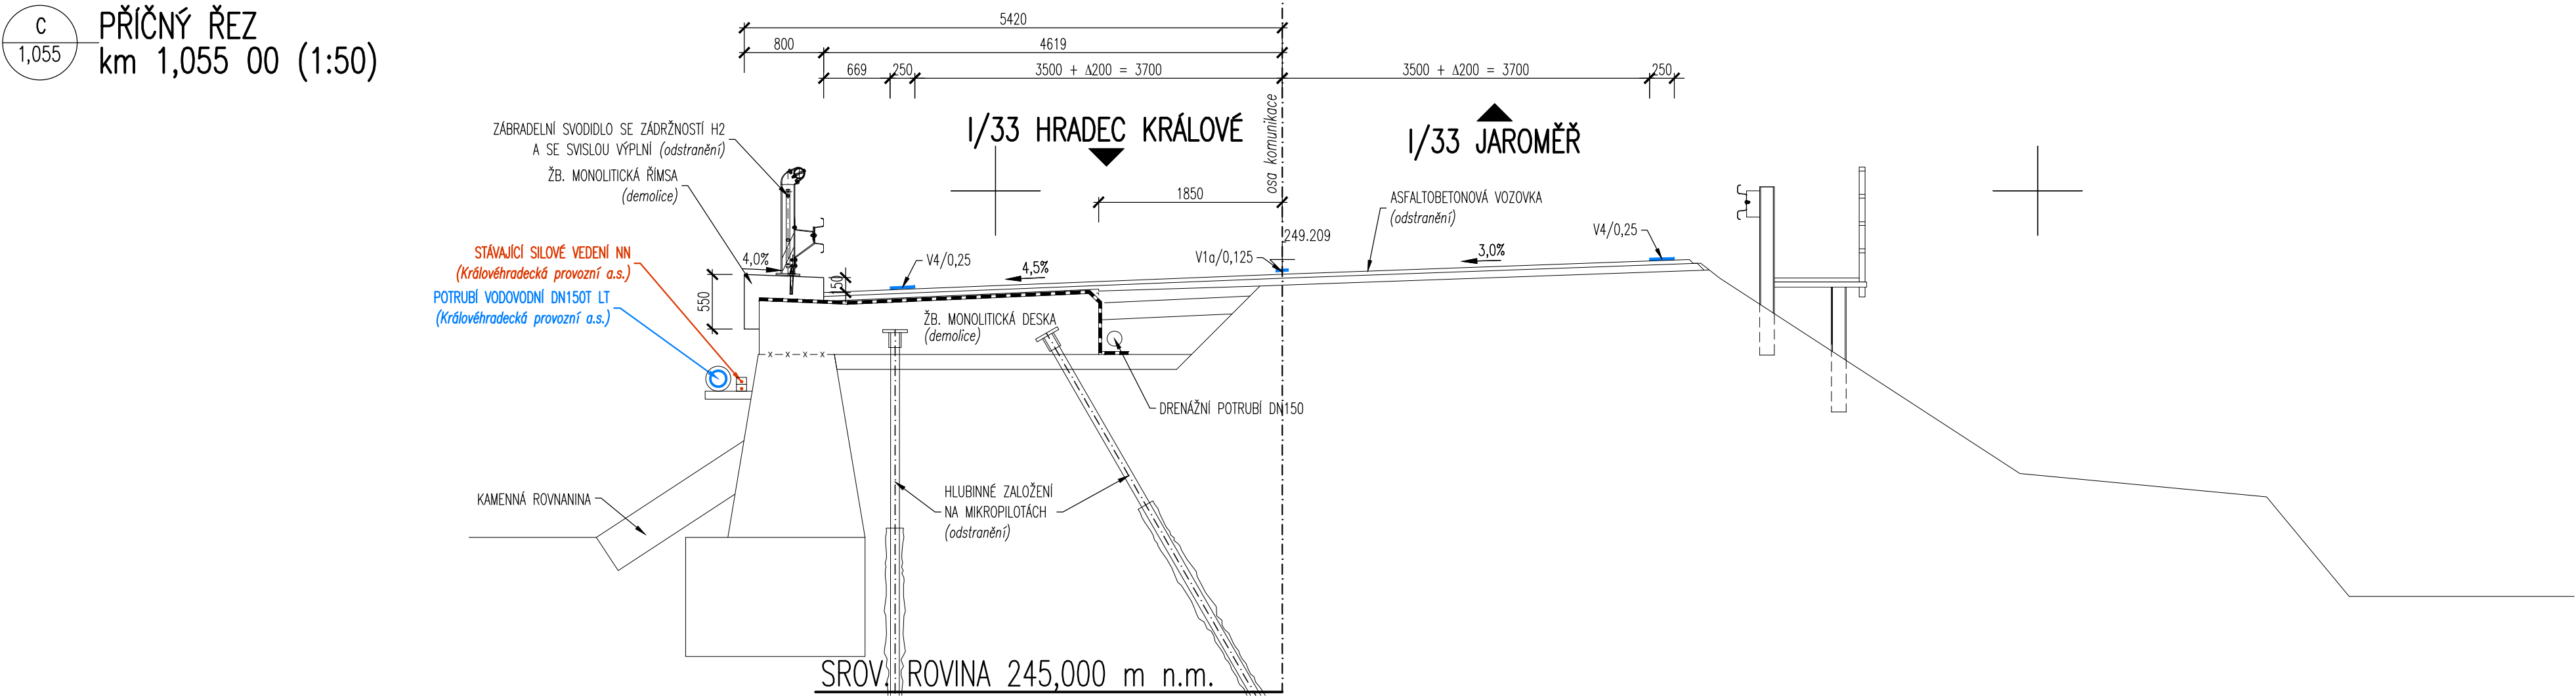 C
1,055
PŘÍČNÝ ŘEZ
km 1,055 00 (1:50)
5420
800
4619
669
250
3500 + Δ200 = 3700
3500 + Δ200 = 3700
250
osa komunikace
I/33 HRADEC KRÁLOVÉ
I/33 JAROMĚŘ
ZÁBRADELNÍ SVODIDLO SE ZÁDRŽNOSTÍ H2
A SE SVISLOU VÝPLNÍ (odstranění)
ŽB. MONOLITICKÁ ŘÍMSA
(demolice)
1850
ASFALTOBETONOVÁ VOZOVKA
(odstranění)
STÁVAJÍCÍ SILOVÉ VEDENÍ NN
(Královéhradecká provozní a.s.)
POTRUBÍ VODOVODNÍ DN150T LT
(Královéhradecká provozní a.s.)
4,0%
550
150
V4/0,25
4,5%
V1a/0,125
249.209
3,0%
V4/0,25
ŽB. MONOLITICKÁ DESKA
(demolice)
x x x x
DRENÁŽNÍ POTRUBÍ DN150
KAMENNÁ ROVNANINA
HLUBINNÉ ZALOŽENÍ
NA MIKROPILOTÁCH
(odstranění)
SROV. ROVINA 245,000 m n.m.